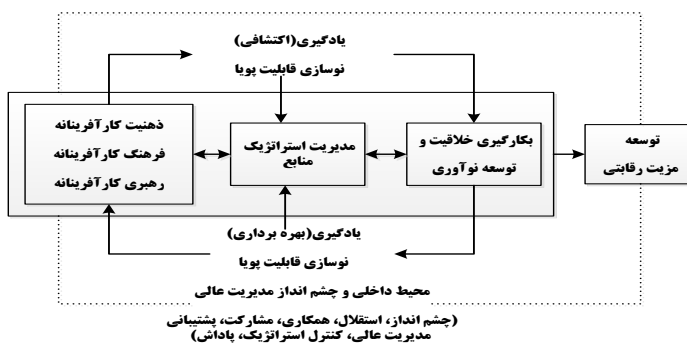 یادگیری(اکتشافی)
نوسازی قابلیت پویا
ذهنیت کارآفرینانه
فرهنگ کارآفرینانه
رهبری کارآفرینانه
مدیریت استراتژیک
منابع
بکارگیری خلاقیت و
توسعه نوآوری
توسعه
مزیت رقابتی
یادگیری(بهره برداری)
نوسازی قابلیت پویا
محیط داخلی و چشم انداز مدیریت عالی
(چشم انداز، استقلال، همکاری، مشارکت، پشتیبانی
مدیریت عالی، کنترل استراتژیک، پاداش)